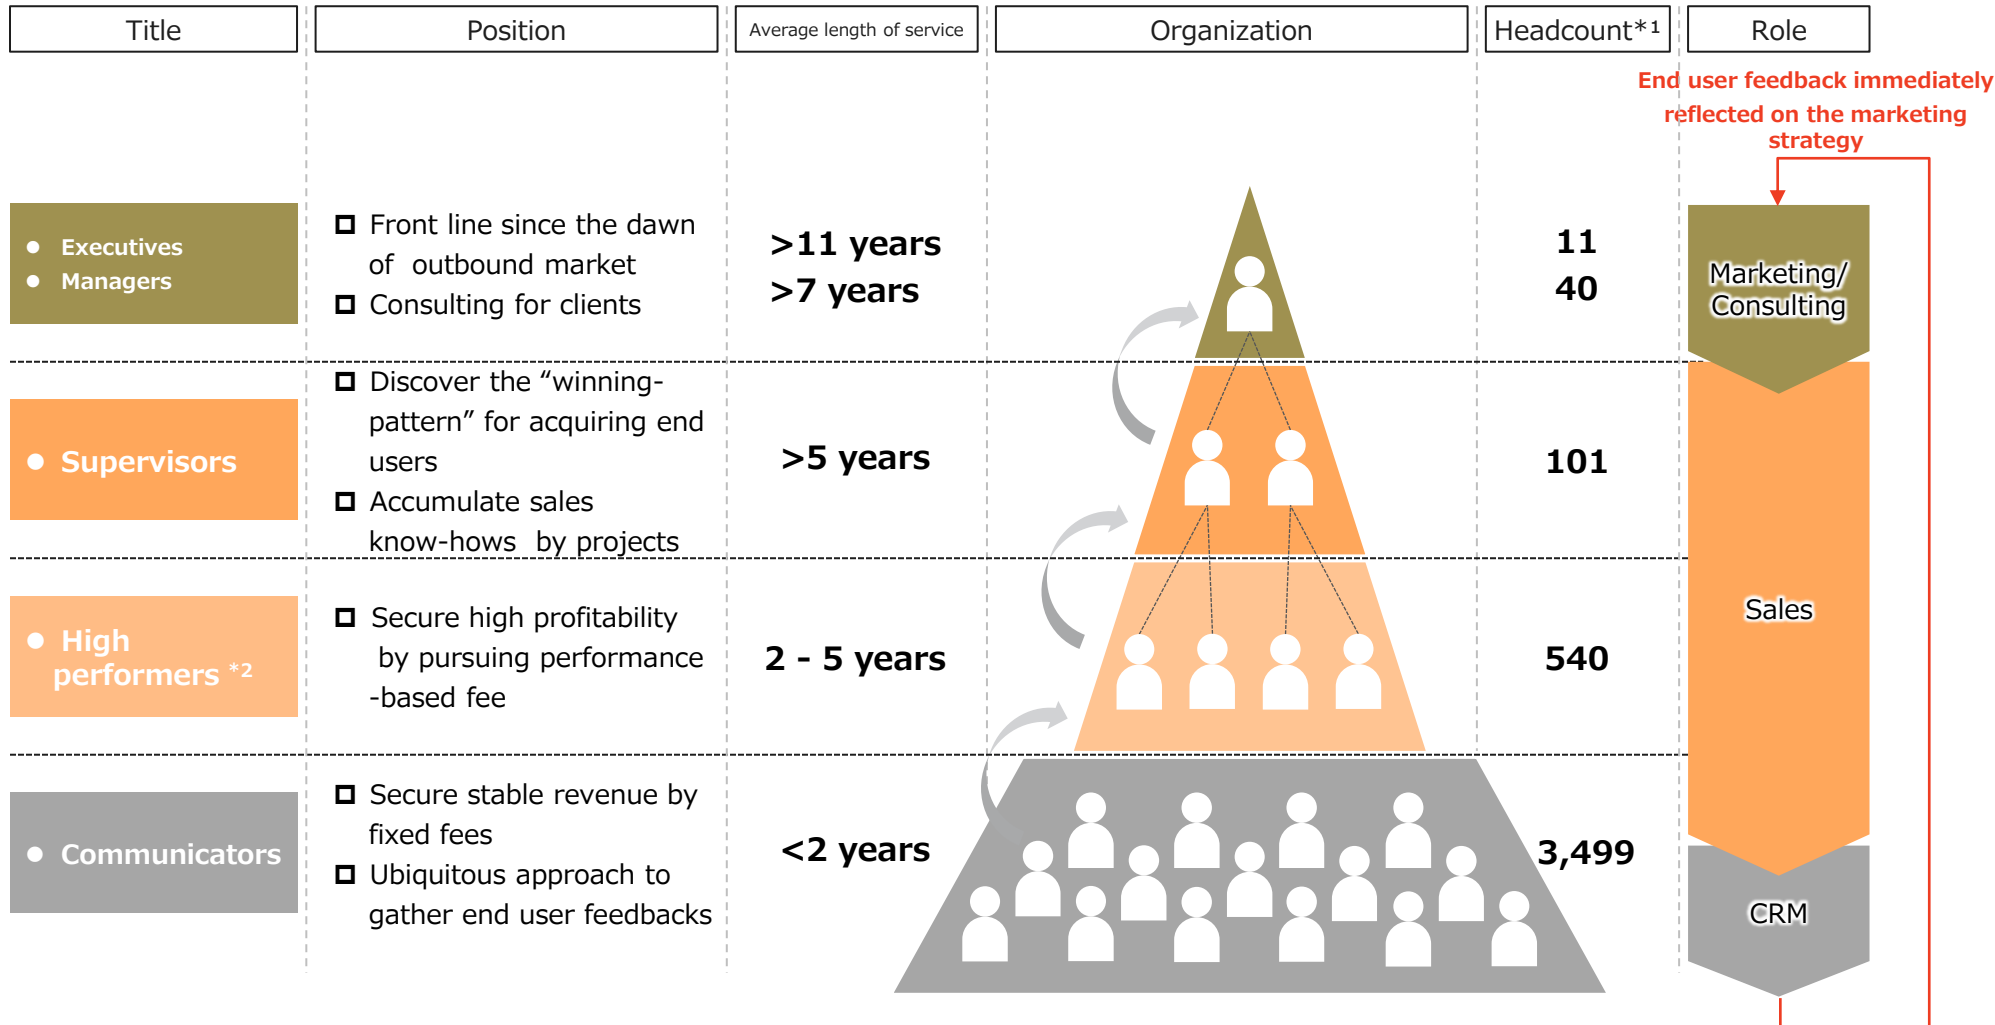 Title
Position
Average length of service
Organization
Headcount*1
Role
End user feedback immediately
reflected on the marketing
strategy
● Executives
● Managers
Front line since the dawn
of outbound market
Consulting for clients
>11 years
>7 years
11
40
Marketing/
Consulting
● Supervisors
Discover the “winning-
pattern” for acquiring end
users
Accumulate sales
know-hows by projects
>5 years
101
● High
performers *2
Secure high profitability
by pursuing performance
-based fee
2 - 5 years
540
Sales
● Communicators
Secure stable revenue by
fixed fees
Ubiquitous approach to
gather end user feedbacks
<2 years
3,499
CRM